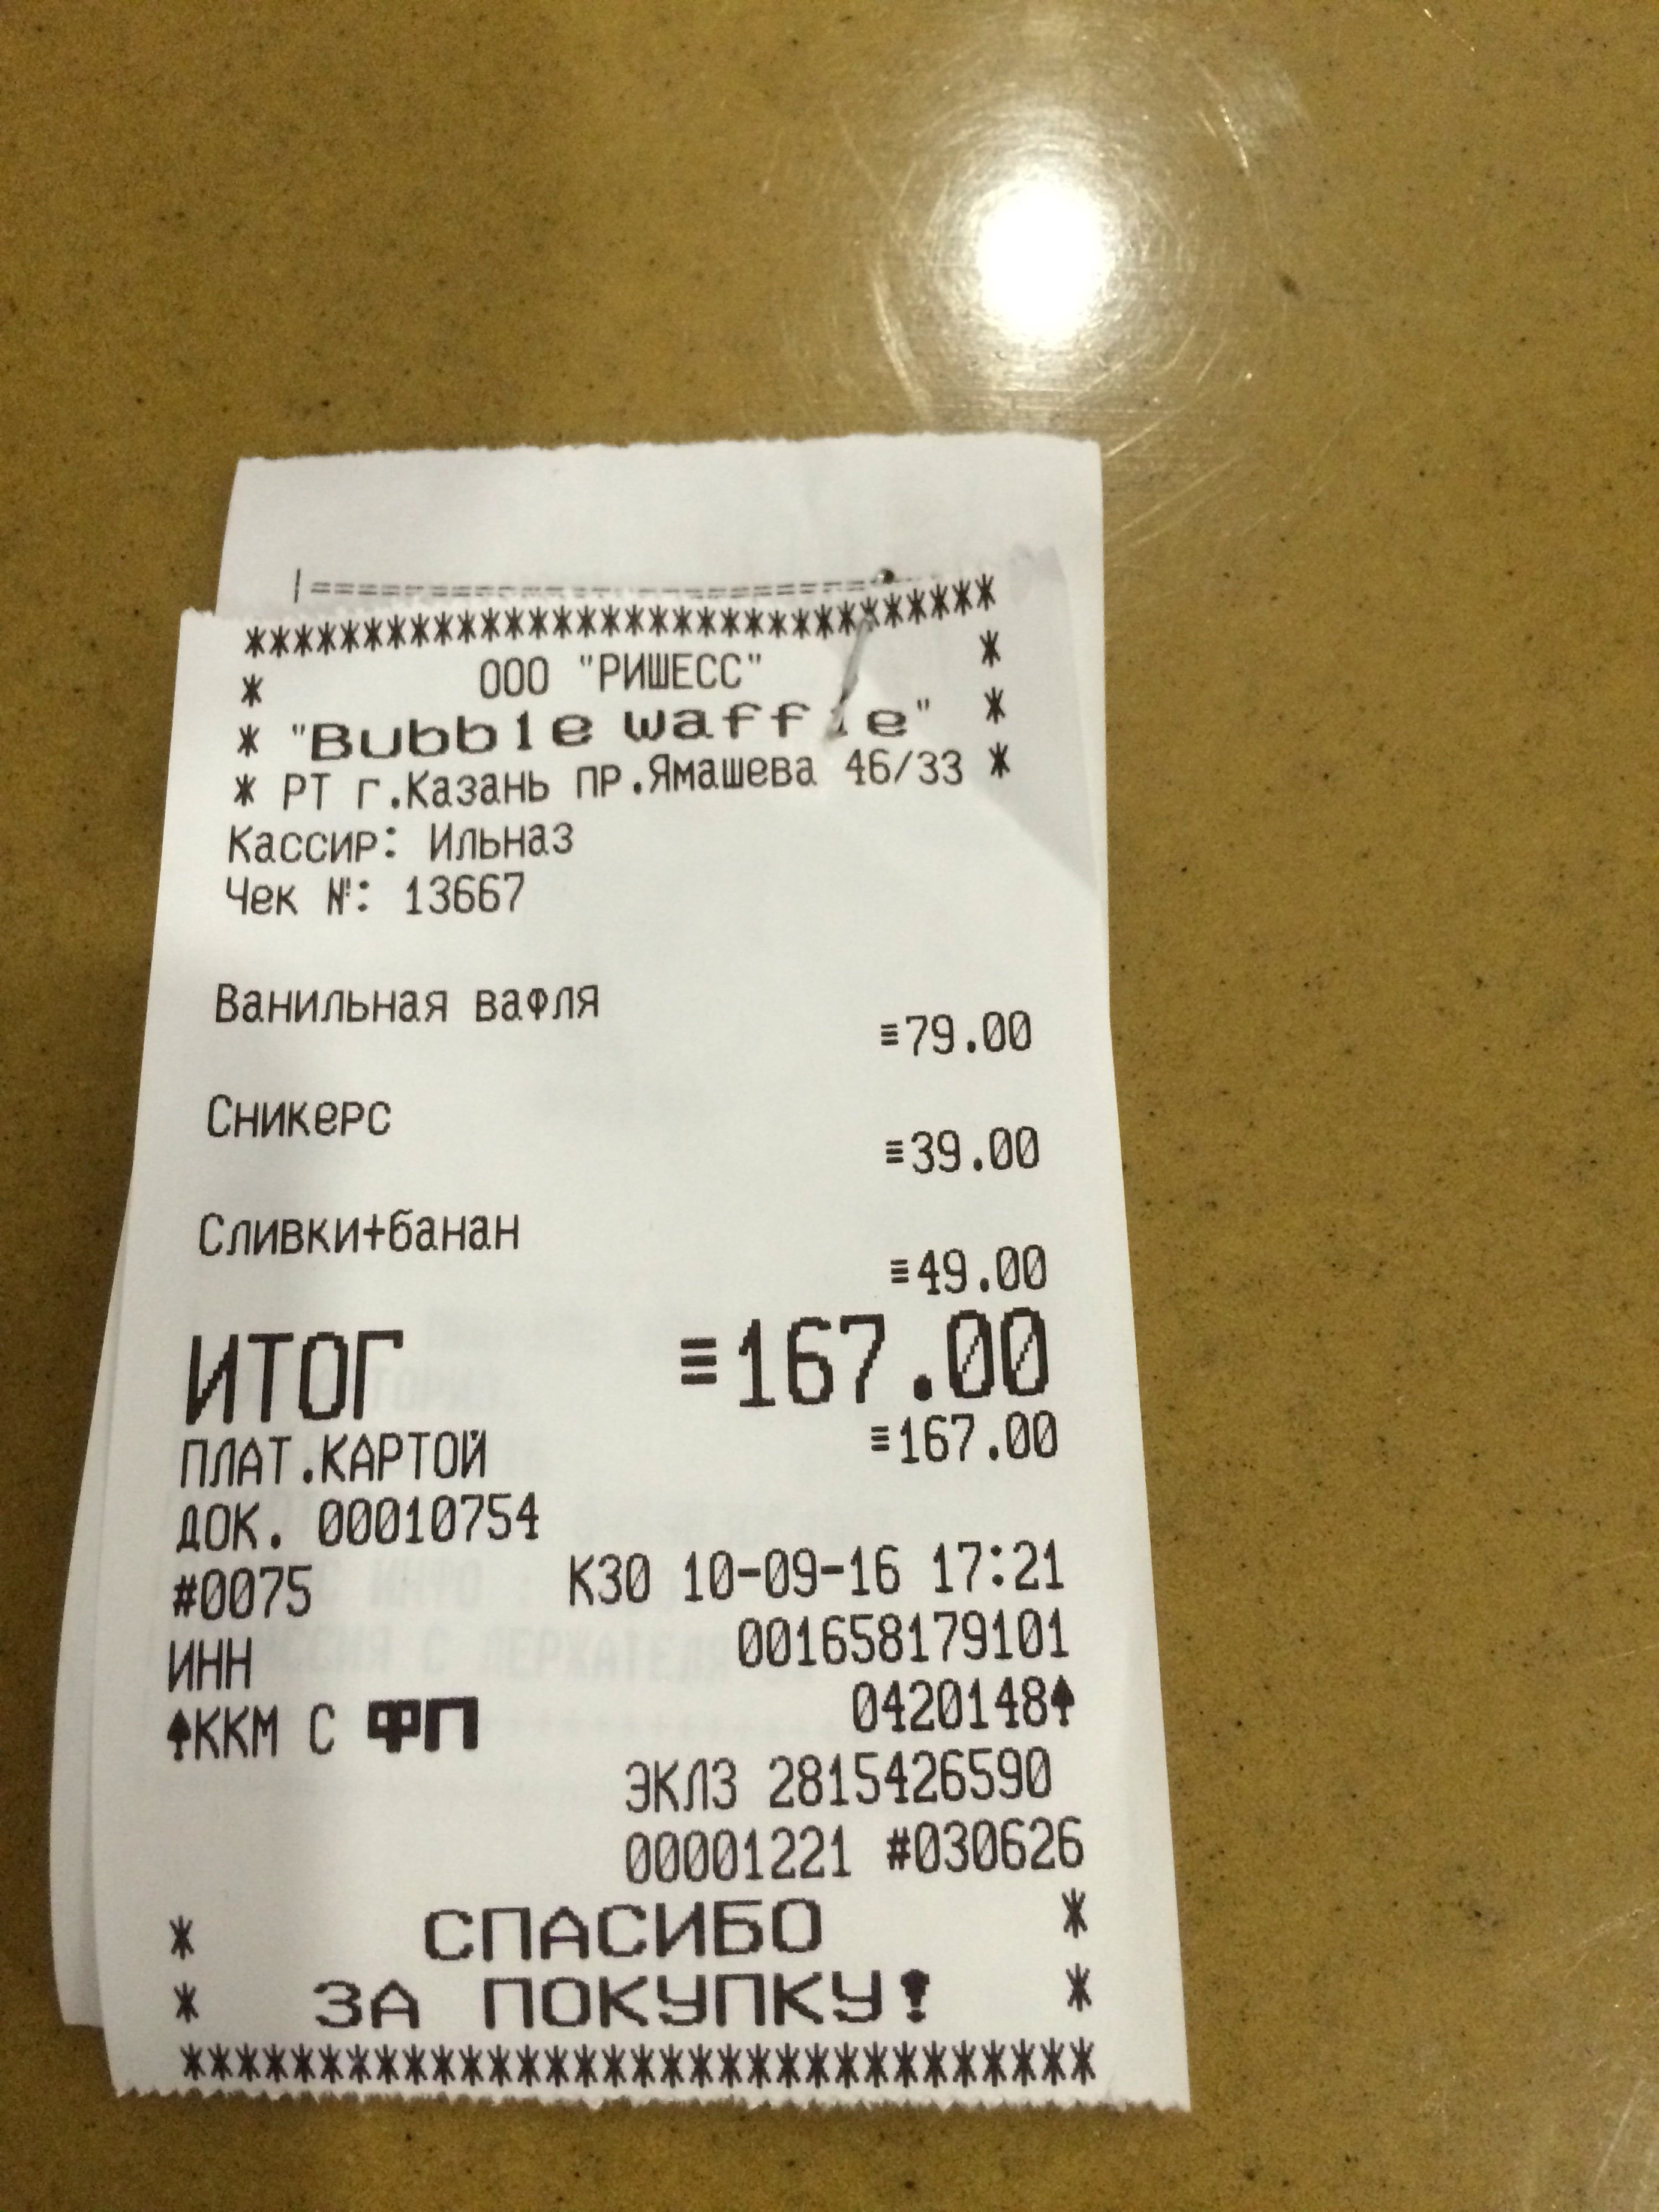 |==============================
********************************
* ООО "РИШЕСС" *
* "Bubble waffle" *
* РТ г.Казань пр.Ямашева 46/33 *
Кассир: Ильназ
Чек №: 13667
Ванильная вафля
≡79.00
Сникерс
≡39.00
Сливки+банан
≡49.00
ИТОГ ≡167.00
ПЛАТ.КАРТОЙ ≡167.00
ДОК. 00010754
#0075 К30 10-09-16 17:21
ИНН 001658179101
♠ККМ С ФП 0420148♠
ЭКЛЗ 2815426590
00001221 #030626
* СПАСИБО *
* ЗА ПОКУПКУ! *
********************************